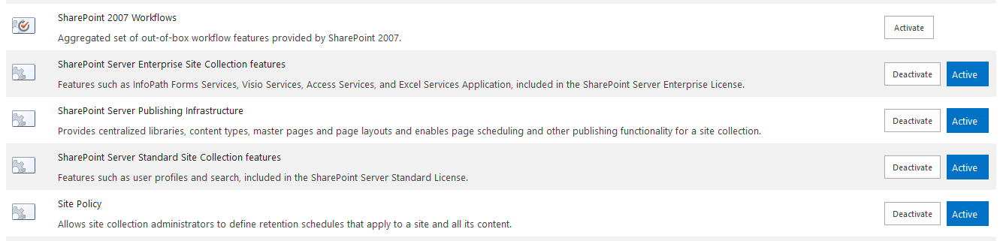 SharePoint 2007 Workflows
Aggregated set of out-of-box workflow features provided by SharePoint 2007.
Activate
SharePoint Server Enterprise Site Collection features
Features such as InfoPath Forms Services, Visio Services, Access Services, and Excel Services Application, included in the SharePoint Server Enterprise License.
Deactivate Active
SharePoint Server Publishing Infrastructure
Provides centralized libraries, content types, master pages and page layouts and enables page scheduling and other publishing functionality for a site collection.
Deactivate Active
SharePoint Server Standard Site Collection features
Features such as user profiles and search, included in the SharePoint Server Standard License.
Deactivate Active
Site Policy
Allows site collection administrators to define retention schedules that apply to a site and all its content.
Deactivate Active